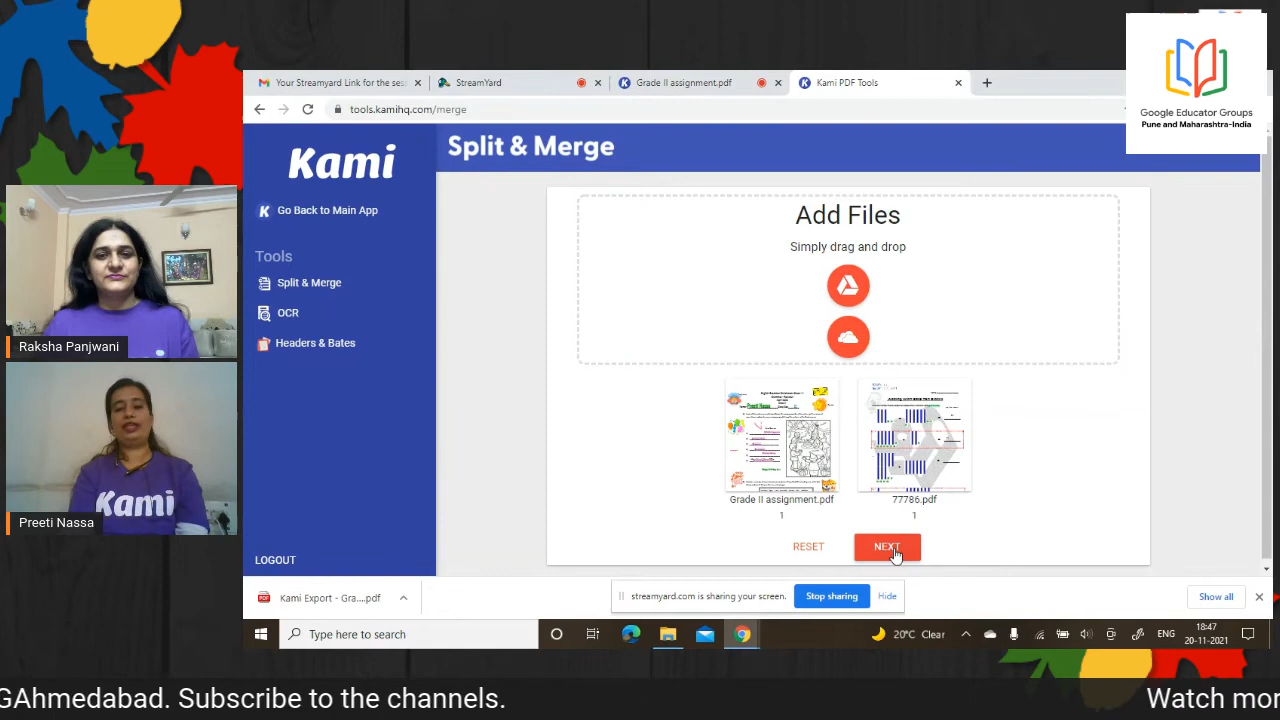 Google Educator Groups
Pune and Maharashtra-India
Your Streamyard Link for the ses
StreamYard
Grade II assignment.pdf
Kami PDF Tools
tools.kamihq.com/merge
Kami
Split & Merge
Go Back to Main App
Tools
Split & Merge
OCR
Headers & Bates
LOGOUT
Add Files
Simply drag and drop
Grade II assignment.pdf
1
77786.pdf
1
RESET
NEXT
Raksha Panjwani
Kami
Preeti Nassa
Kami Export - Gra....pdf
streamyard.com is sharing your screen.
Stop sharing
Hide
Show all
Type here to search
20°C Clear
ENG
18:47
20-11-2021
GAhmedabad. Subscribe to the channels.
Watch mor